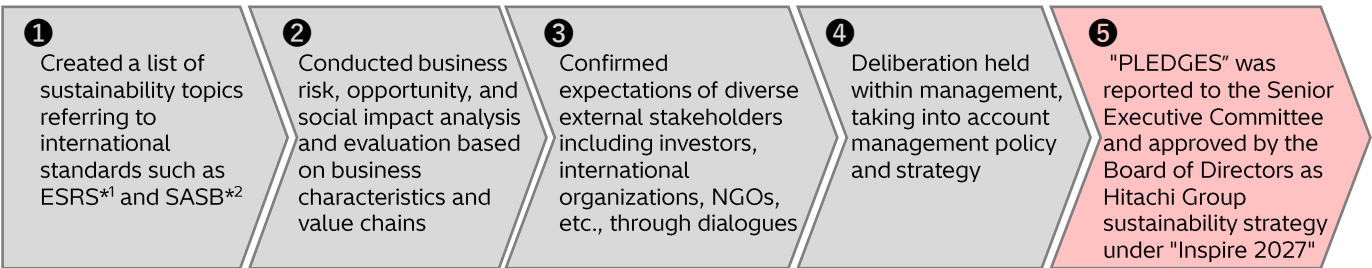 ❶
Created a list of
sustainability topics
referring to
international
standards such as
ESRS*1 and SASB*2
❷
Conducted business
risk, opportunity, and
social impact analysis
and evaluation based
on business
characteristics and
value chains
❸
Confirmed
expectations of diverse
external stakeholders
including investors,
international
organizations, NGOs,
etc., through dialogues
❹
Deliberation held
within management,
taking into account
management policy
and strategy
❺
"PLEDGES” was
reported to the Senior
Executive Committee
and approved by the
Board of Directors as
Hitachi Group
sustainability strategy
under "Inspire 2027"